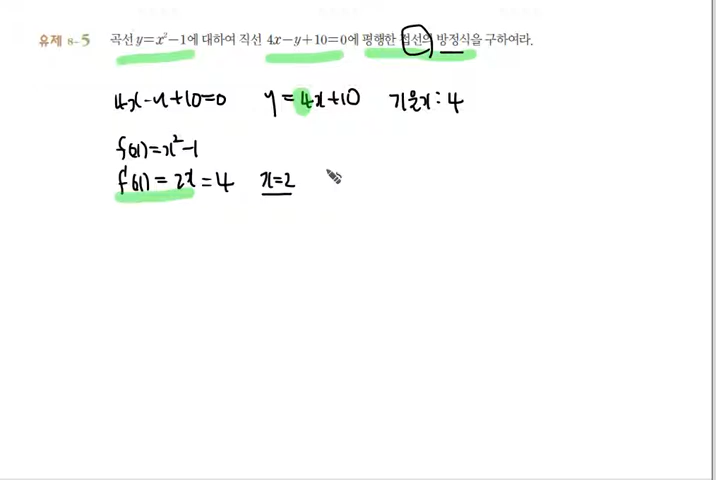 유제 8-5 곡선 y=x²-1에 대하여 직선 4x-y+10=0에 평행한 접선의 방정식을 구하여라.
4x-y+10=0 y=4x+10 기울기:4
f(x)=x²-1
f'(x)=2x=4 x=2